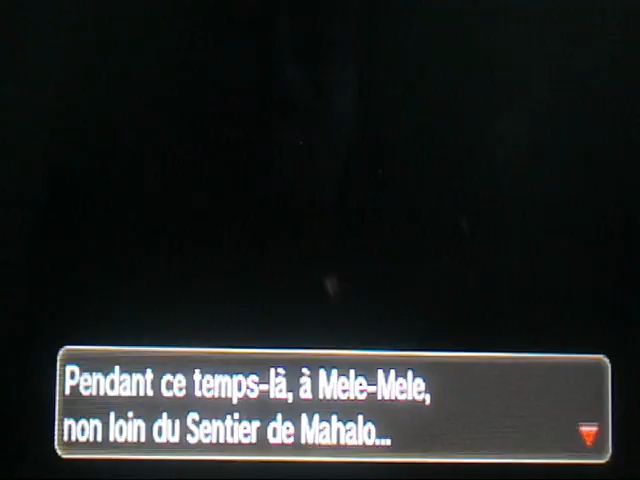 Pendant ce temps-là, à Mele-Mele,
non loin du Sentier de Mahalo...